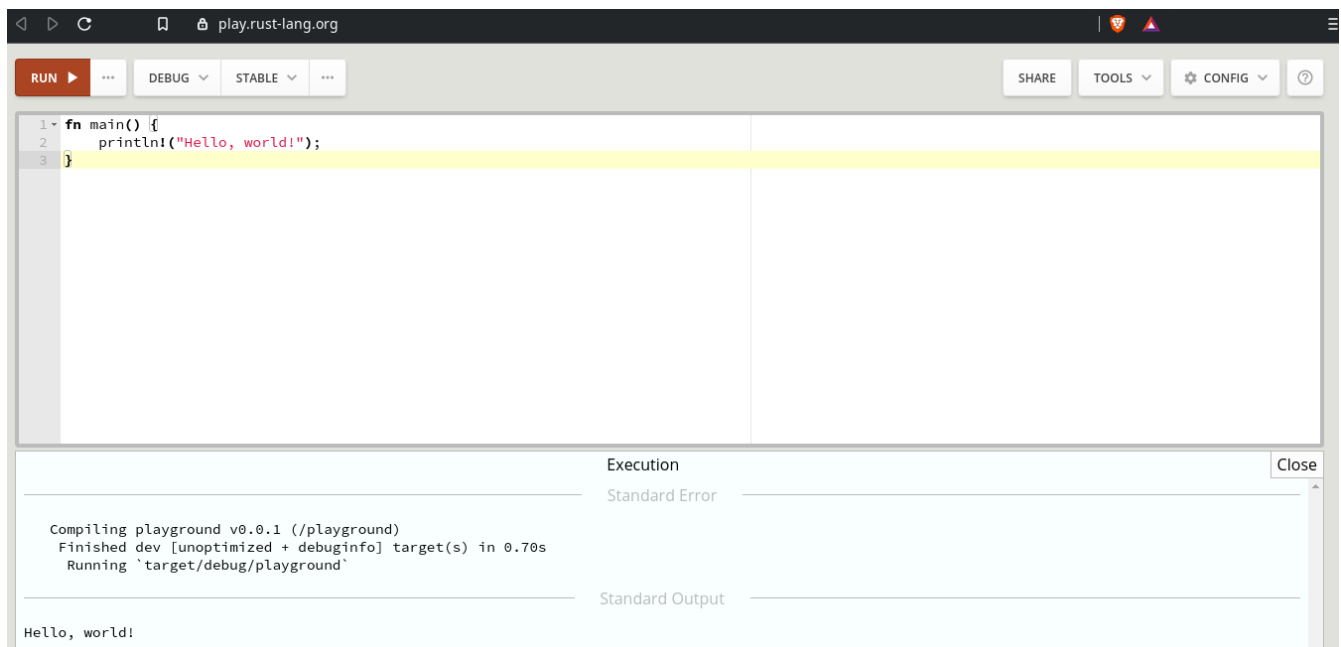 play.rust-lang.org
RUN ... DEBUG STABLE ... SHARE TOOLS CONFIG ?
1 fn main() {
2     println!("Hello, world!");
3 }
Execution Close
Standard Error
   Compiling playground v0.0.1 (/playground)
    Finished dev [unoptimized + debuginfo] target(s) in 0.70s
     Running `target/debug/playground`
Standard Output
Hello, world!